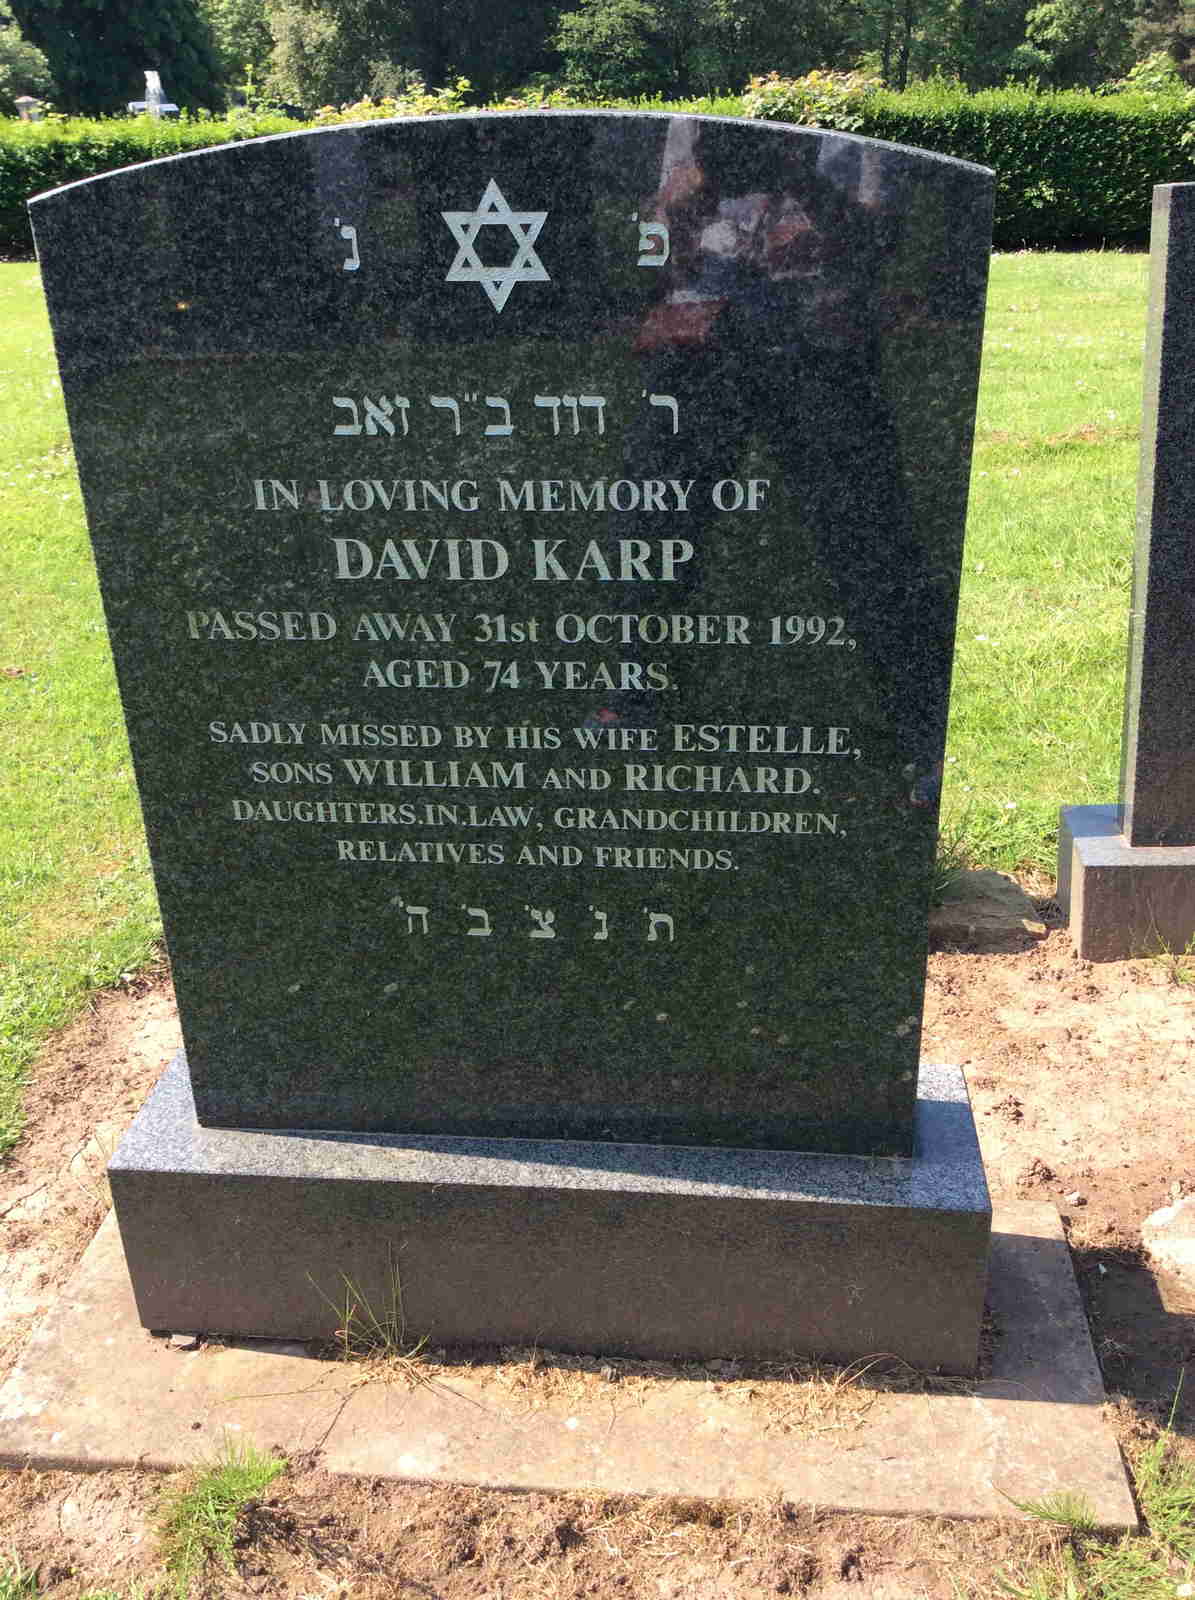 פ' נ'
ר' דוד ב"ר זאב
IN LOVING MEMORY OF
DAVID KARP
PASSED AWAY 31st OCTOBER 1992,
AGED 74 YEARS.
SADLY MISSED BY HIS WIFE ESTELLE,
SONS WILLIAM AND RICHARD.
DAUGHTERS.IN.LAW, GRANDCHILDREN,
RELATIVES AND FRIENDS.
ת' נ' צ' ב' ה'